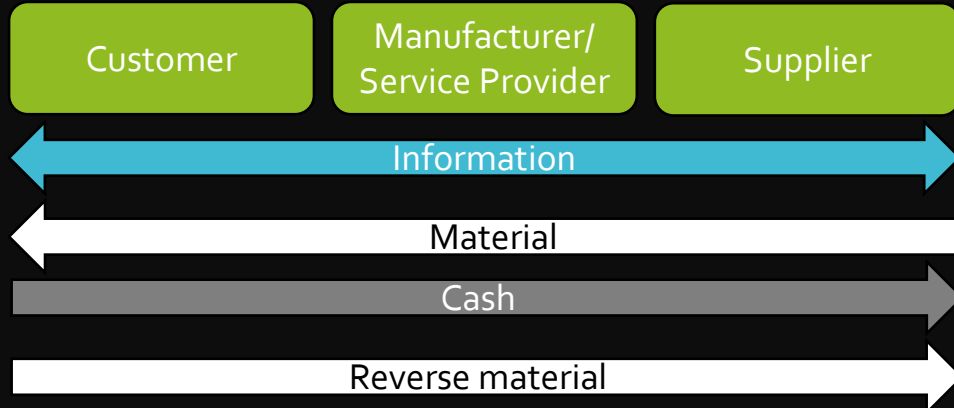 Customer
Manufacturer/
Service Provider
Supplier
Information
Material
Cash
Reverse material